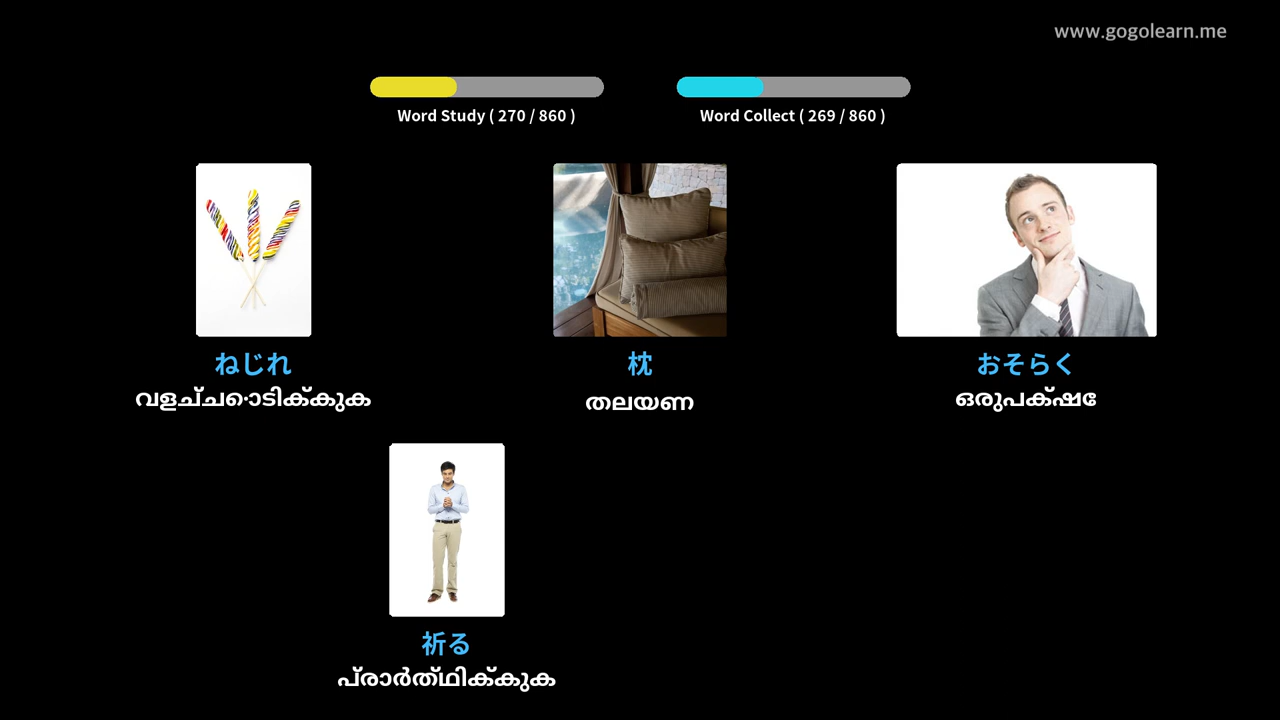 www.gogolearn.me
Word Study ( 270 / 860 )
Word Collect ( 269 / 860 )
ねじれ
വളച്ചൊടിക്കുക
枕
തലയണ
おそらく
ഒരുപക്ഷേ
祈る
പ്രാർത്ഥിക്കുക